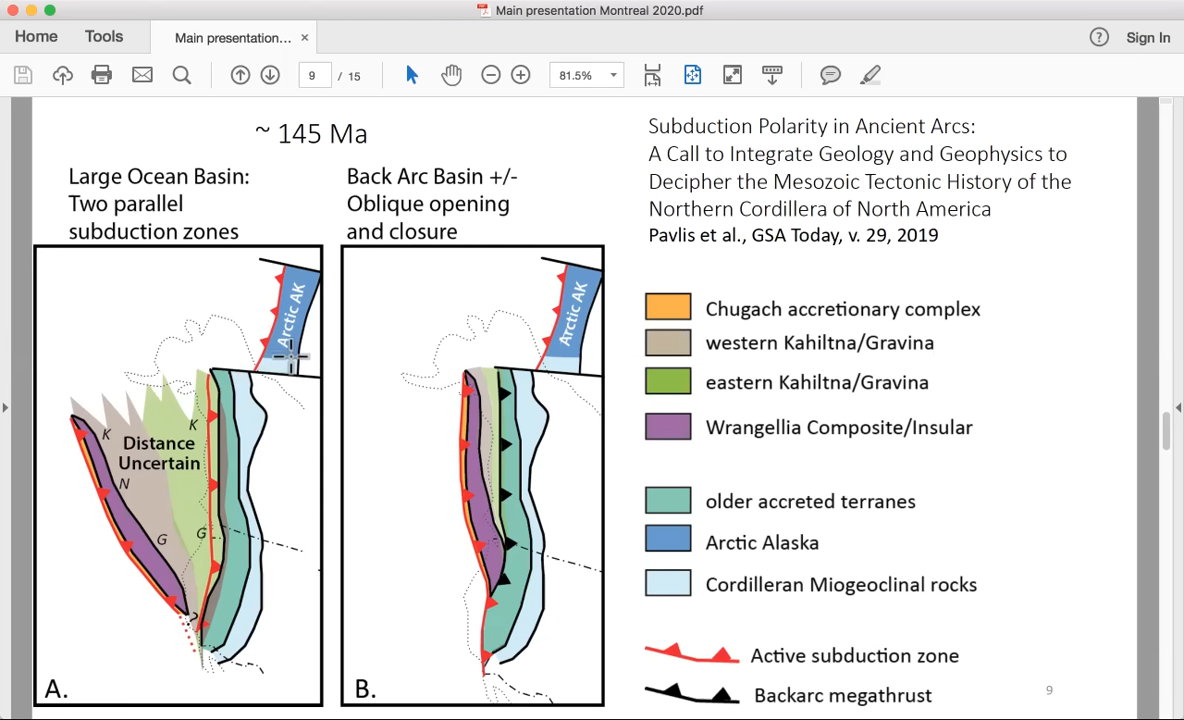 Main presentation Montreal 2020.pdf
Home
Tools
Main presentation...
×
?
Sign In
9
/ 15
81.5%
~ 145 Ma
Large Ocean Basin:
Two parallel
subduction zones
Back Arc Basin +/-
Oblique opening
and closure
Subduction Polarity in Ancient Arcs:
A Call to Integrate Geology and Geophysics to
Decipher the Mesozoic Tectonic History of the
Northern Cordillera of North America
Pavlis et al., GSA Today, v. 29, 2019
Arctic AK
K
K
Distance
Uncertain
N
G
G
?
A.
Arctic AK
B.
Chugach accretionary complex
western Kahiltna/Gravina
eastern Kahiltna/Gravina
Wrangellia Composite/Insular
older accreted terranes
Arctic Alaska
Cordilleran Miogeoclinal rocks
Active subduction zone
Backarc megathrust
9